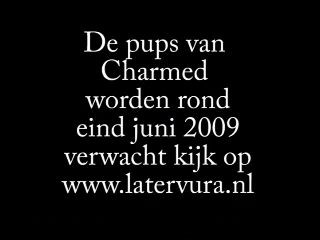 De pups van
Charmed
worden rond
eind juni 2009
verwacht kijk op
www.latervura.nl